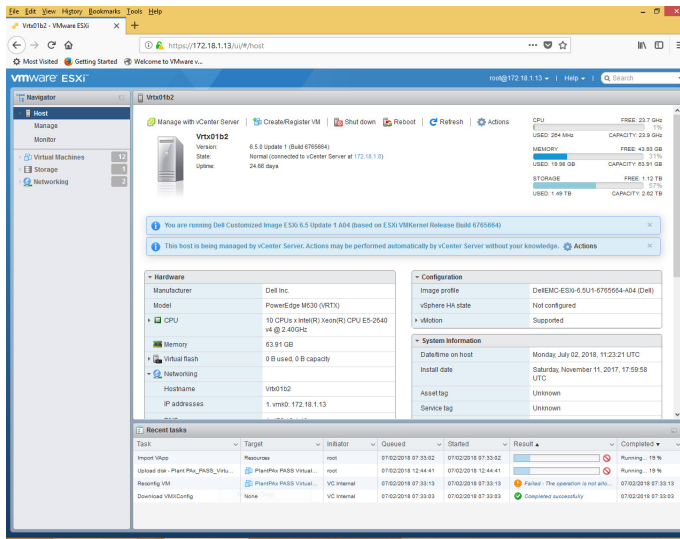 File Edit View History Bookmarks Tools Help
Vrtx01b2 - VMware ESXi
https://172.18.1.13/ui/#/host
Most Visited Getting Started Welcome to VMware v...
vmware ESXi™ root@172.18.1.13 Help Search
Navigator
Host
Manage
Monitor
Virtual Machines 12
Storage 1
Networking 2
Vrtx01b2
Manage with vCenter Server Create/Register VM Shut down Reboot Refresh Actions
Vrtx01b2
Version: 6.5.0 Update 1 (Build 6765664)
State: Normal (connected to vCenter Server at 172.18.1.8)
Uptime: 24.66 days
CPU FREE: 23.7 GHz
1%
USED: 264 MHz CAPACITY: 23.9 GHz
MEMORY FREE: 43.93 GB
31%
USED: 19.98 GB CAPACITY: 63.91 GB
STORAGE FREE: 1.12 TB
57%
USED: 1.49 TB CAPACITY: 2.62 TB
You are running Dell Customized Image ESXi 6.5 Update 1 A04 (based on ESXi VMKernel Release Build 6765664)
This host is being managed by vCenter Server. Actions may be performed automatically by vCenter Server without your knowledge. Actions
Hardware
Manufacturer Dell Inc.
Model PowerEdge M630 (VRTX)
CPU 10 CPUs x Intel(R) Xeon(R) CPU E5-2640
v4 @ 2.40GHz
Memory 63.91 GB
Virtual flash 0 B used, 0 B capacity
Networking
Hostname Vrtx01b2
IP addresses 1. vmk0: 172.18.1.13
Configuration
Image profile DellEMC-ESXi-6.5U1-6765664-A04 (Dell)
vSphere HA state Not configured
vMotion Supported
System Information
Date/time on host Monday, July 02, 2018, 11:23:21 UTC
Install date Saturday, November 11, 2017, 17:59:58
UTC
Asset tag Unknown
Service tag Unknown
Recent tasks
Task Target Initiator Queued Started Result Completed
Import VApp Resources root 07/02/2018 07:33:02 07/02/2018 07:33:02 Running... 19 %
Upload disk - Plant PAx_PASS_Virtu... PlantPAx PASS Virtual... root 07/02/2018 12:44:41 07/02/2018 12:44:41 Running... 19 %
Reconfig VM PlantPAx PASS Virtual... VC Internal 07/02/2018 07:33:13 07/02/2018 07:33:13 Failed - The operation is not allo... 07/02/2018 07:33:13
Download VMXConfig None VC Internal 07/02/2018 07:33:03 07/02/2018 07:33:03 Completed successfully 07/02/2018 07:33:03